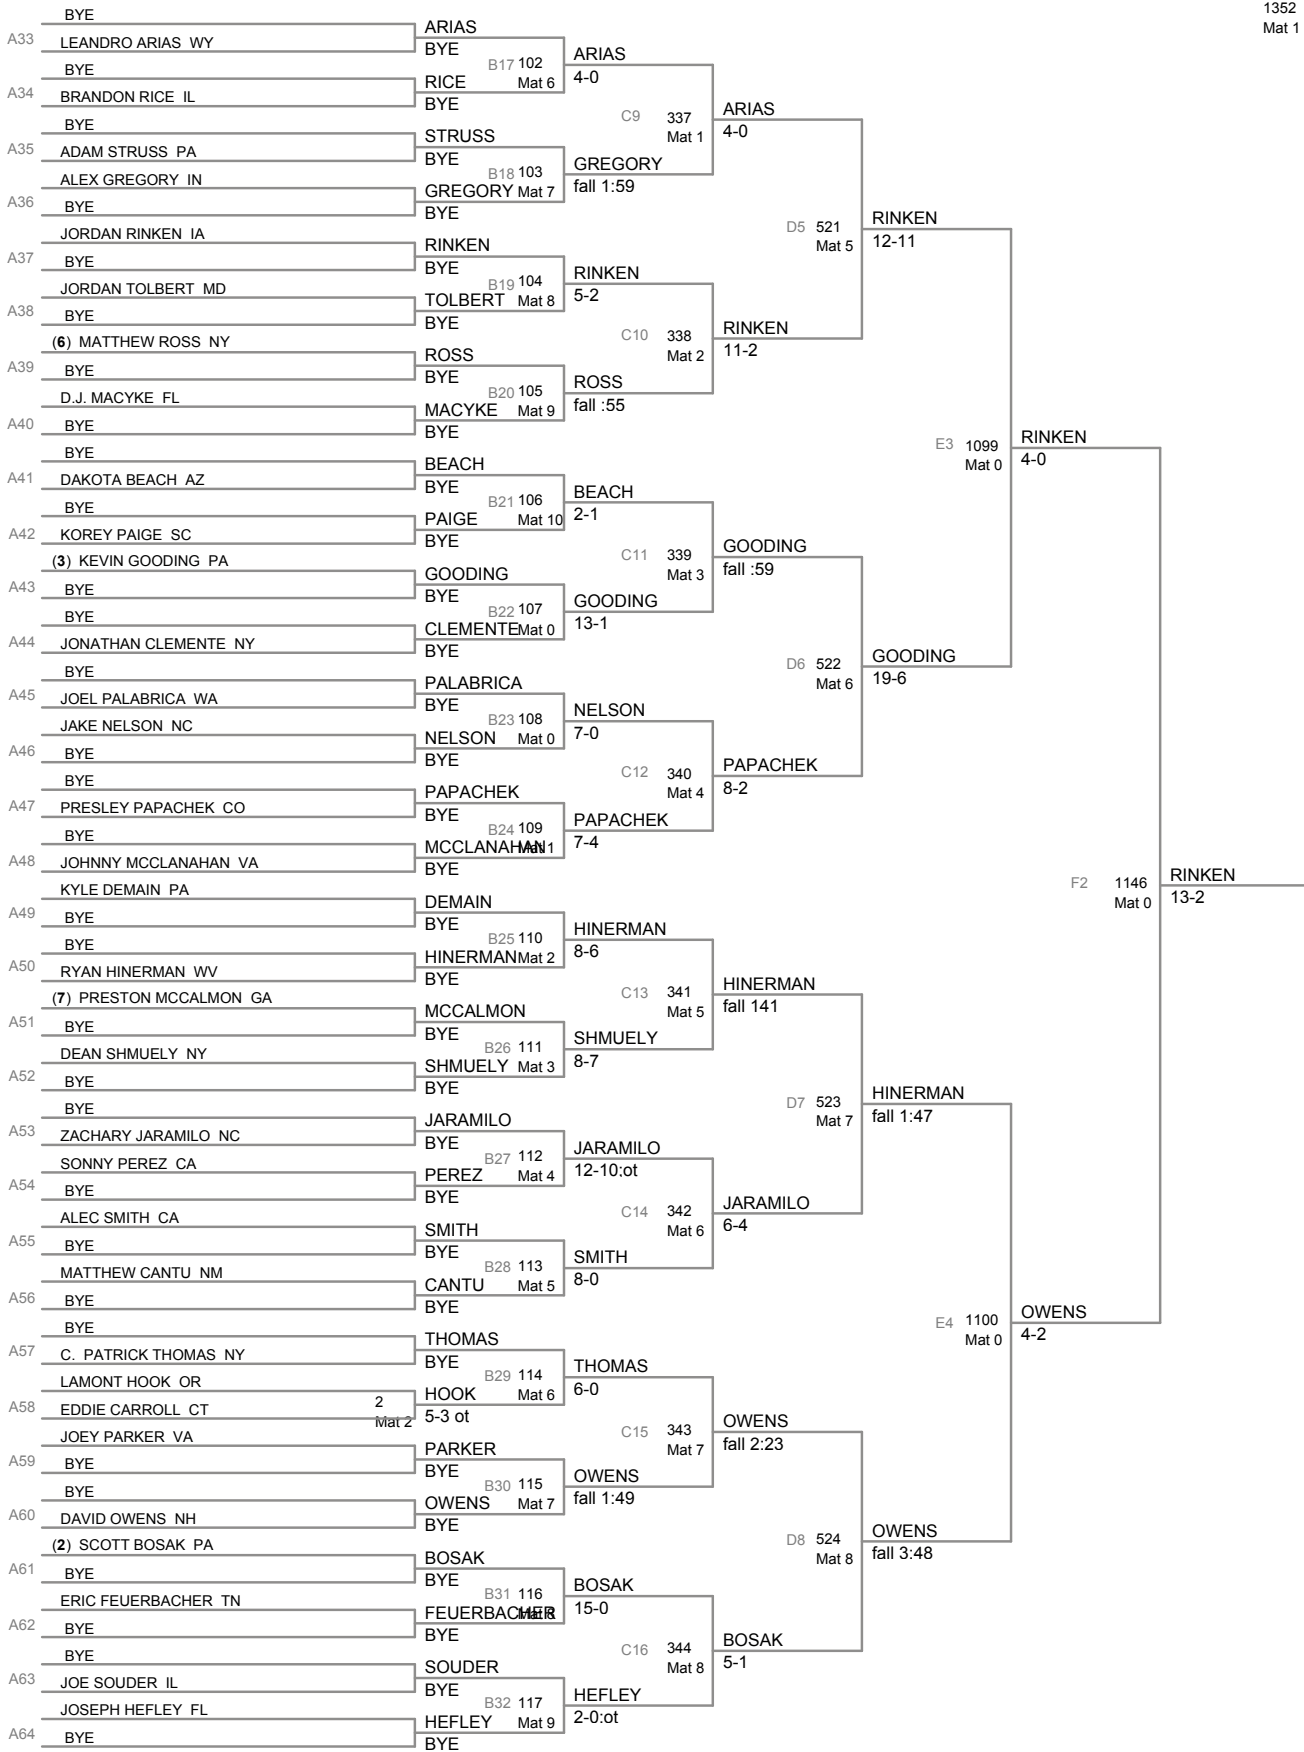 1352
Mat 1
BYE
A33
LEANDRO ARIAS WY
BYE
A34
BRANDON RICE IL
BYE
A35
ADAM STRUSS PA
ALEX GREGORY IN
A36
BYE
JORDAN RINKEN IA
A37
BYE
JORDAN TOLBERT MD
A38
BYE
(6) MATTHEW ROSS NY
A39
BYE
D.J. MACYKE FL
A40
BYE
BYE
A41
DAKOTA BEACH AZ
BYE
A42
KOREY PAIGE SC
(3) KEVIN GOODING PA
A43
BYE
BYE
A44
JONATHAN CLEMENTE NY
BYE
A45
JOEL PALABRICA WA
JAKE NELSON NC
A46
BYE
BYE
A47
PRESLEY PAPACHEK CO
BYE
A48
JOHNNY MCCLANAHAN VA
KYLE DEMAIN PA
A49
BYE
BYE
A50
RYAN HINERMAN WV
(7) PRESTON MCCALMON GA
A51
BYE
DEAN SHMUELY NY
A52
BYE
BYE
A53
ZACHARY JARAMILO NC
SONNY PEREZ CA
A54
BYE
ALEC SMITH CA
A55
BYE
MATTHEW CANTU NM
A56
BYE
BYE
A57
C. PATRICK THOMAS NY
LAMONT HOOK OR
A58
EDDIE CARROLL CT
2
Mat 2
JOEY PARKER VA
A59
BYE
BYE
A60
DAVID OWENS NH
(2) SCOTT BOSAK PA
A61
BYE
ERIC FEUERBACHER TN
A62
BYE
BYE
A63
JOE SOUDER IL
JOSEPH HEFLEY FL
A64
BYE
ARIAS
BYE
B17 102
Mat 6
RICE
BYE
STRUSS
BYE
B18 103
GREGORY Mat 7
BYE
RINKEN
BYE
B19 104
TOLBERT Mat 8
BYE
ROSS
BYE
B20 105
MACYKE Mat 9
BYE
BEACH
BYE
B21 106
PAIGE Mat 10
BYE
GOODING
BYE
B22 107
CLEMENTE Mat 0
BYE
PALABRICA
BYE
B23 108
NELSON Mat 0
BYE
PAPACHEK
BYE
B24 109
MCCLANAHAN Mat 1
BYE
DEMAIN
BYE
B25 110
HINERMAN Mat 2
BYE
MCCALMON
BYE
B26 111
SHMUELY Mat 3
BYE
JARAMILO
BYE
B27 112
PEREZ Mat 4
BYE
SMITH
BYE
B28 113
CANTU Mat 5
BYE
THOMAS
BYE
B29 114
Mat 6
HOOK
5-3 ot
PARKER
BYE
B30 115
OWENS Mat 7
BYE
BOSAK
BYE
B31 116
FEUERBACHER Mat 8
BYE
SOUDER
BYE
B32 117
HEFLEY Mat 9
BYE
ARIAS
4-0
C9 337
Mat 1
GREGORY
fall 1:59
RINKEN
5-2
C10 338
Mat 2
ROSS
fall :55
BEACH
2-1
C11 339
Mat 3
GOODING
13-1
NELSON
7-0
C12 340
Mat 4
PAPACHEK
7-4
HINERMAN
8-6
C13 341
Mat 5
SHMUELY
8-7
JARAMILO
12-10:ot
C14 342
Mat 6
SMITH
8-0
THOMAS
6-0
C15 343
Mat 7
OWENS
fall 1:49
BOSAK
15-0
C16 344
Mat 8
HEFLEY
2-0:ot
ARIAS
4-0
D5 521
Mat 5
RINKEN
11-2
GOODING
fall :59
D6 522
Mat 6
PAPACHEK
8-2
HINERMAN
fall 141
D7 523
Mat 7
JARAMILO
6-4
OWENS
fall 2:23
D8 524
Mat 8
BOSAK
5-1
RINKEN
12-11
E3 1099
Mat 0
GOODING
19-6
HINERMAN
fall 1:47
E4 1100
Mat 0
OWENS
fall 3:48
RINKEN
4-0
F2 1146
Mat 0
OWENS
4-2
RINKEN
13-2